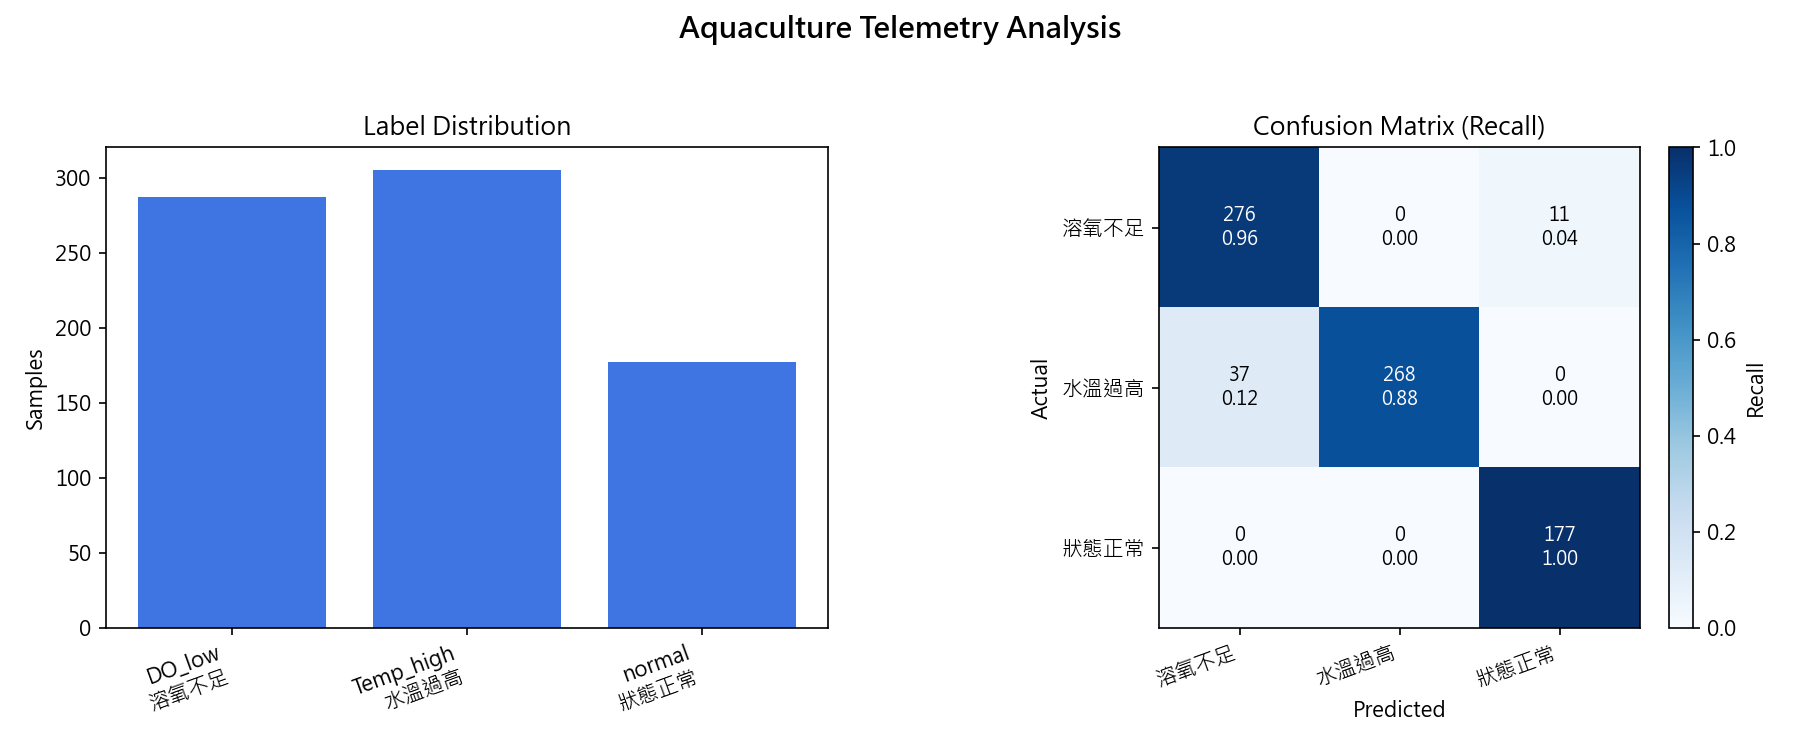 Aquaculture Telemetry Analysis
Label Distribution
Samples
300
250
200
150
100
50
0
DO_low
溶氧不足
Temp_high
水溫過高
normal
狀態正常
Confusion Matrix (Recall)
Actual
溶氧不足
水溫過高
狀態正常
276
0.96
0
0.00
11
0.04
37
0.12
268
0.88
0
0.00
0
0.00
0
0.00
177
1.00
溶氧不足
水溫過高
狀態正常
Predicted
1.0
0.8
0.6
0.4
0.2
0.0
Recall